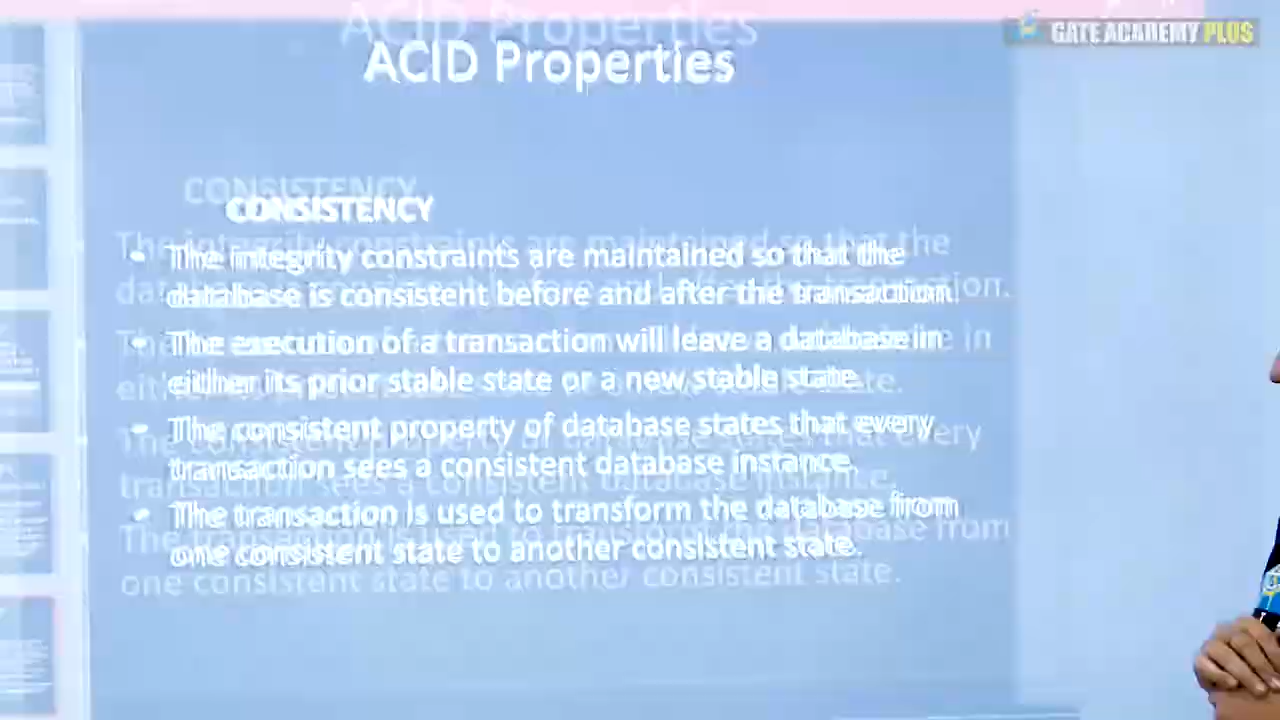 GATE ACADEMY PLUS
ACID Properties
CONSISTENCY
• The integrity constraints are maintained so that the
database is consistent before and after the transaction.
• The execution of a transaction will leave a database in
either its prior stable state or a new stable state.
• The consistent property of database states that every
transaction sees a consistent database instance.
• The transaction is used to transform the database from
one consistent state to another consistent state.